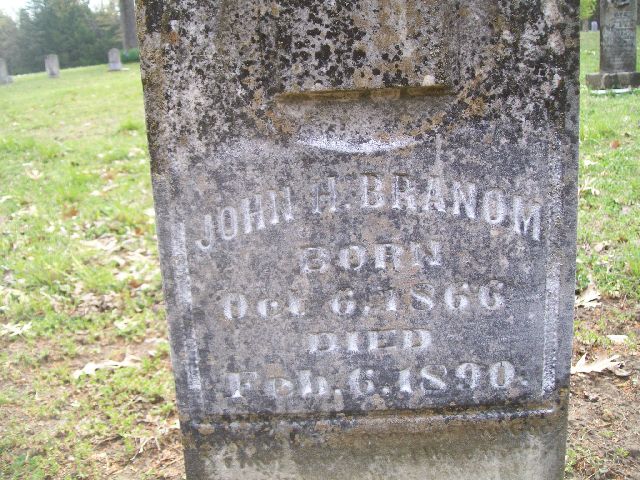 JOHN H. BRANOM
BORN
Oct 6. 1866
DIED
Feb. 6. 1890.